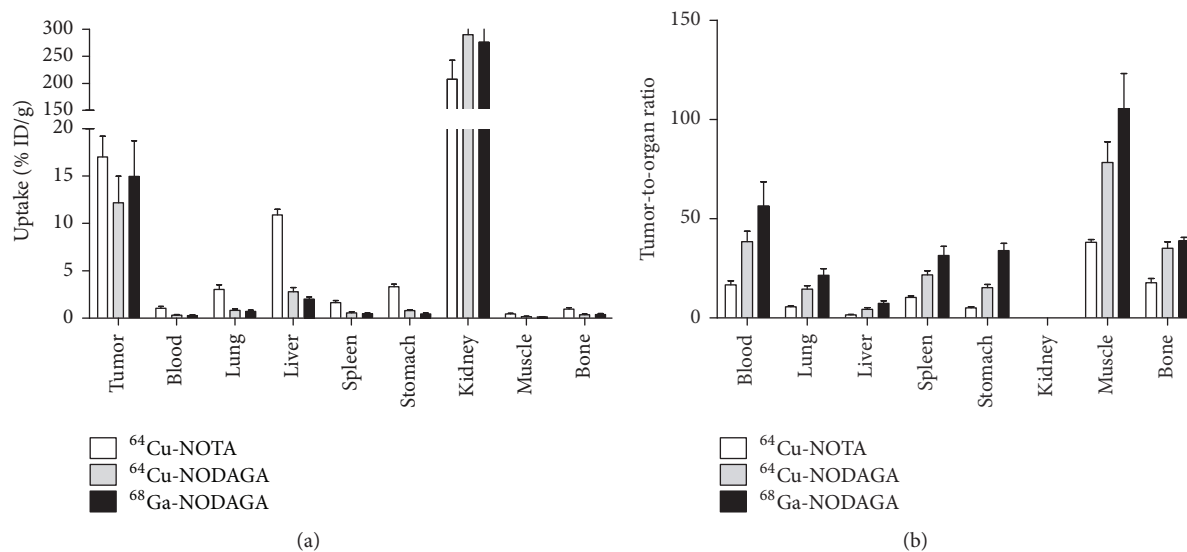 Uptake (% ID/g)
300
250
200
150
20
15
10
5
0
Tumor
Blood
Lung
Liver
Spleen
Stomach
Kidney
Muscle
Bone
⁶⁴Cu-NOTA
⁶⁴Cu-NODAGA
⁶⁸Ga-NODAGA
(a)
Tumor-to-organ ratio
150
100
50
0
Blood
Lung
Liver
Spleen
Stomach
Kidney
Muscle
Bone
⁶⁴Cu-NOTA
⁶⁴Cu-NODAGA
⁶⁸Ga-NODAGA
(b)